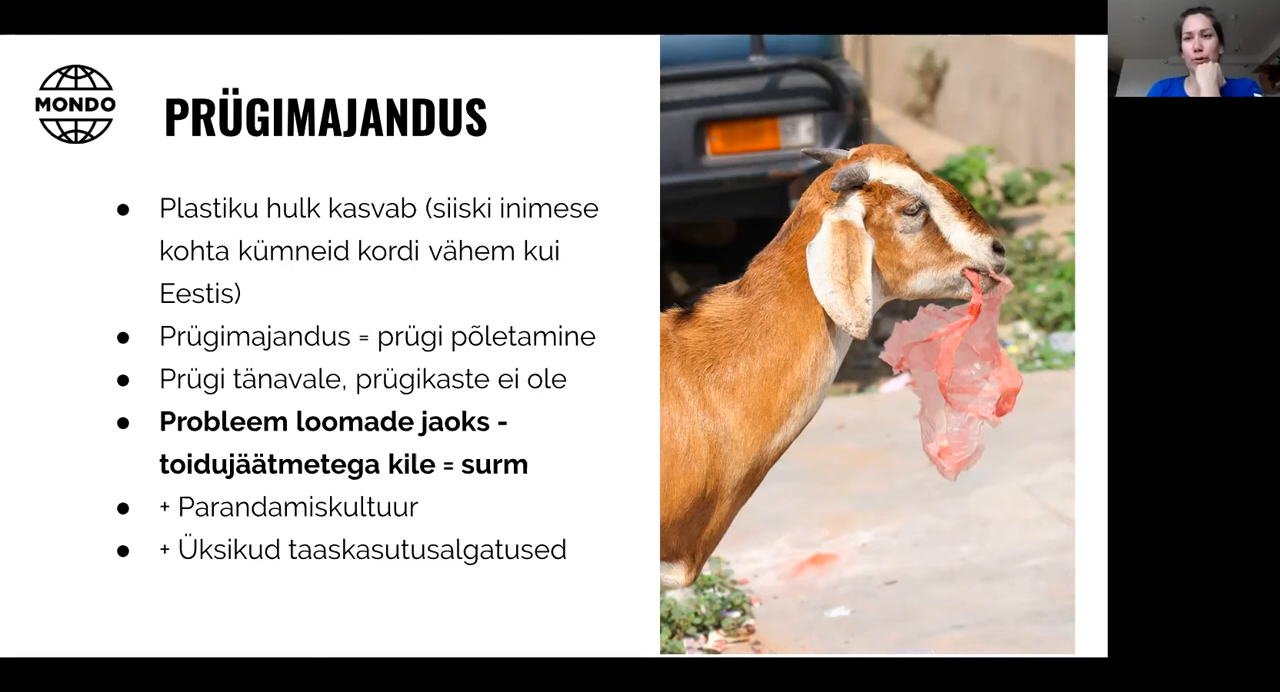 MONDO
PRÜGIMAJANDUS
● Plastiku hulk kasvab (siiski inimese
kohta kümneid kordi vähem kui
Eestis)
● Prügimajandus = prügi põletamine
● Prügi tänavale, prügikaste ei ole
● Probleem loomade jaoks -
toidujäätmetega kile = surm
● + Parandamiskultuur
● + Üksikud taaskasutusalgatused